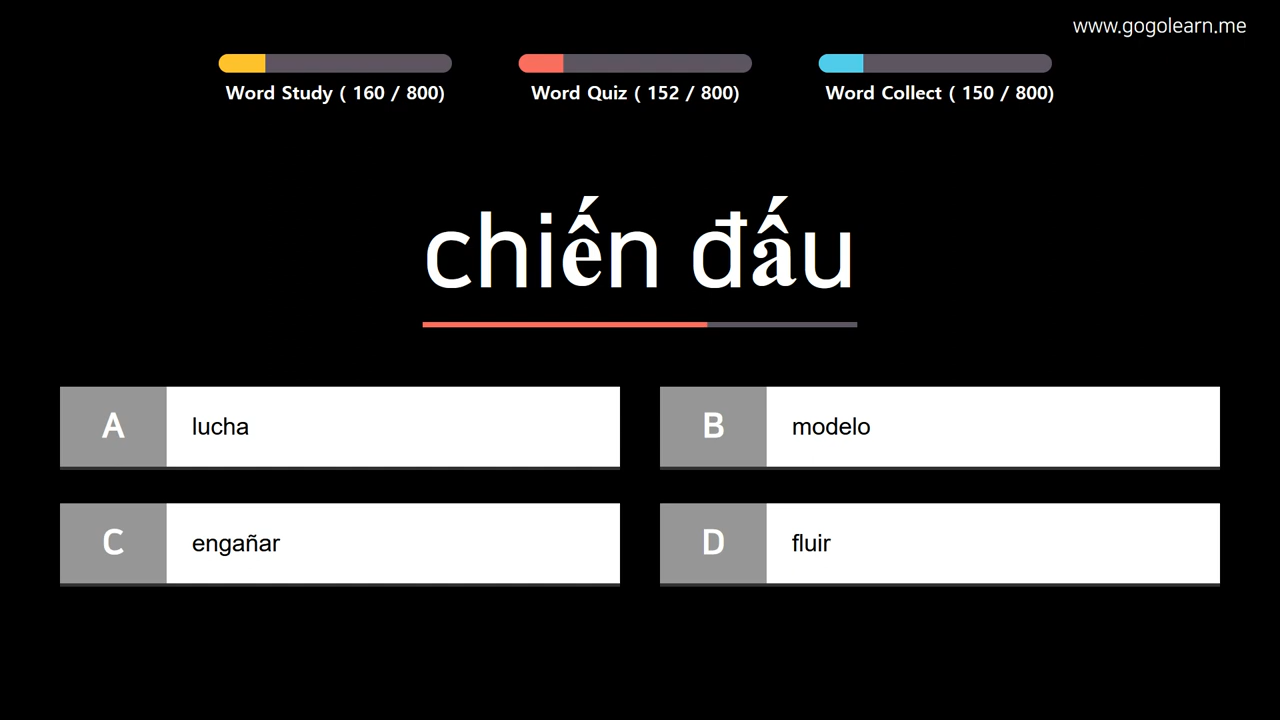 www.gogolearn.me
Word Study ( 160 / 800)
Word Quiz ( 152 / 800)
Word Collect ( 150 / 800)
chiến đấu
A lucha
B modelo
C engañar
D fluir